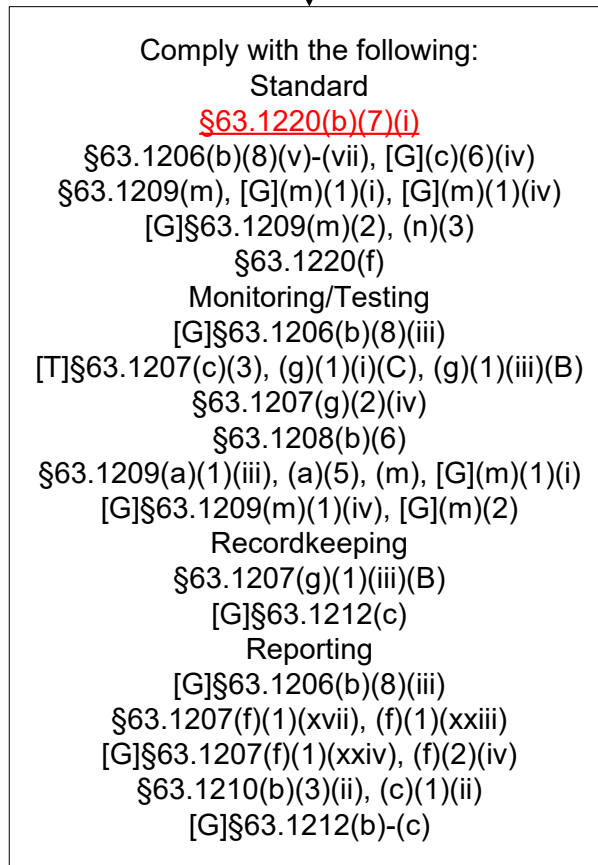 Comply with the following:
Standard
§63.1220(b)(7)(i)
§63.1206(b)(8)(v)-(vii), [G](c)(6)(iv)
§63.1209(m), [G](m)(1)(i), [G](m)(1)(iv)
[G]§63.1209(m)(2), (n)(3)
§63.1220(f)
Monitoring/Testing
[G]§63.1206(b)(8)(iii)
[T]§63.1207(c)(3), (g)(1)(i)(C), (g)(1)(iii)(B)
§63.1207(g)(2)(iv)
§63.1208(b)(6)
§63.1209(a)(1)(iii), (a)(5), (m), [G](m)(1)(i)
[G]§63.1209(m)(1)(iv), [G](m)(2)
Recordkeeping
§63.1207(g)(1)(iii)(B)
[G]§63.1212(c)
Reporting
[G]§63.1206(b)(8)(iii)
§63.1207(f)(1)(xvii), (f)(1)(xxiii)
[G]§63.1207(f)(1)(xxiv), (f)(2)(iv)
§63.1210(b)(3)(ii), (c)(1)(ii)
[G]§63.1212(b)-(c)